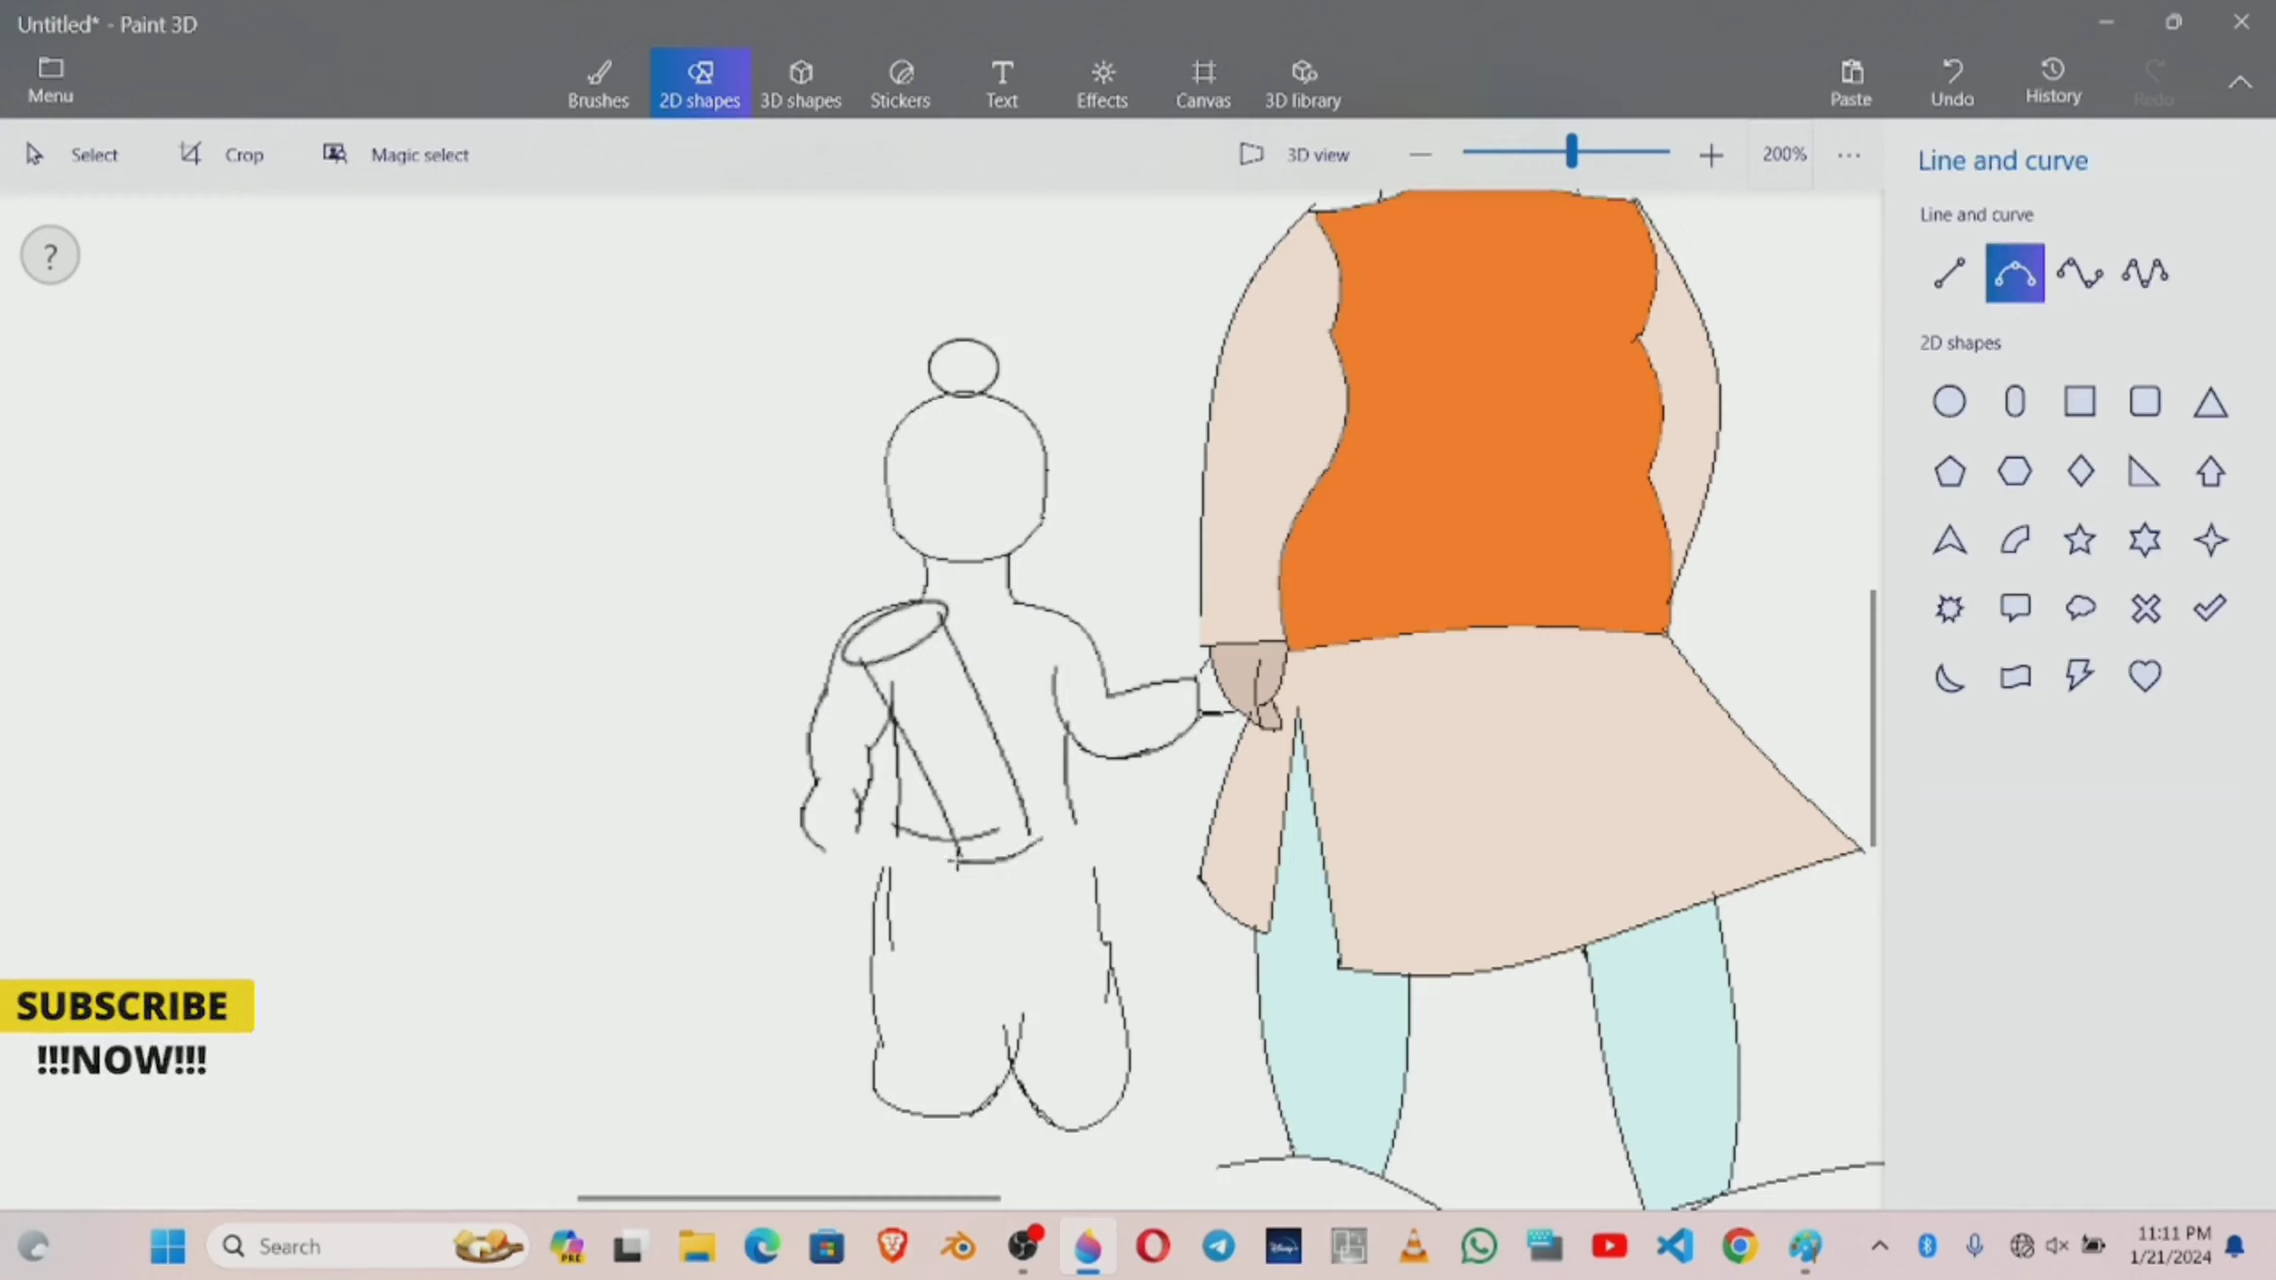 Untitled* - Paint 3D
Menu
Brushes
2D shapes
3D shapes
Stickers
Text
Effects
Canvas
3D library
Paste
Undo
History
Redo
Select
Crop
Magic select
3D view
200%
Line and curve
Line and curve
2D shapes
?
SUBSCRIBE
!!!NOW!!!
Search
PRE
Disney+
11:11 PM
1/21/2024